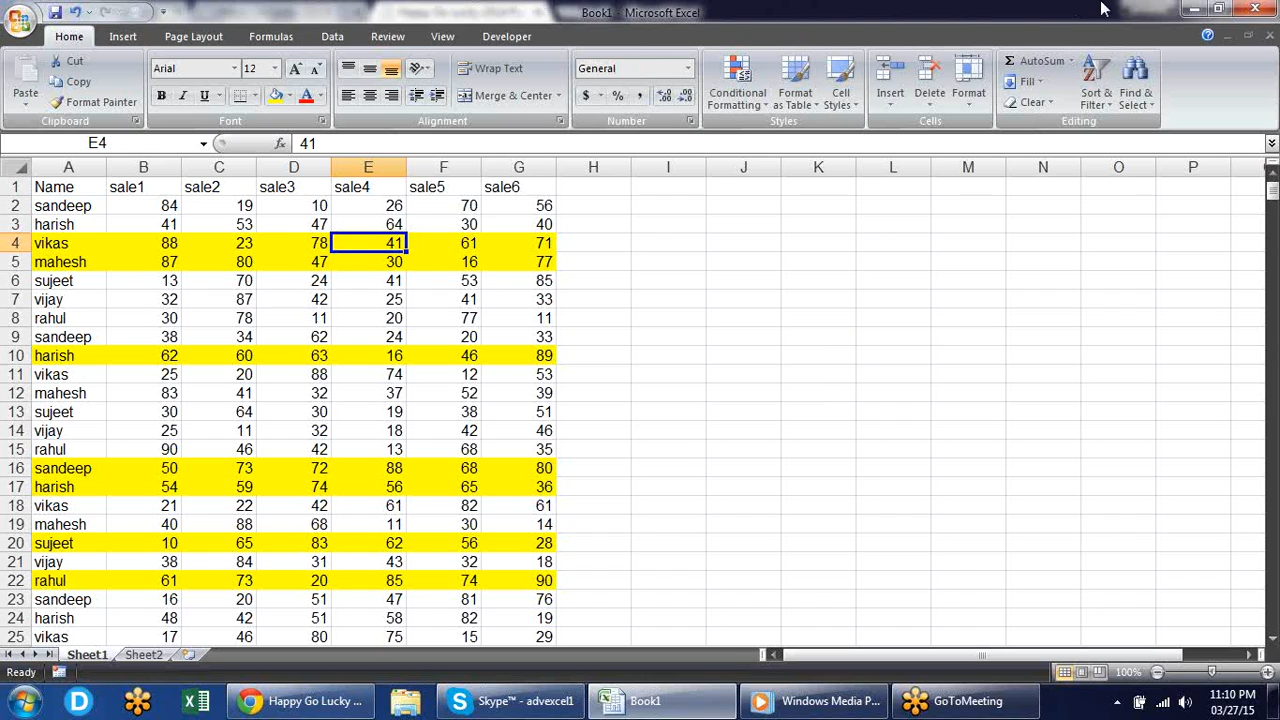 Book1 - Microsoft Excel
Home Insert Page Layout Formulas Data Review View Developer
Paste Cut Copy Format Painter Clipboard
Arial 12 B I U A A A Font
Wrap Text Merge & Center Alignment
General $ % , Number
Conditional Formatting Format as Table Cell Styles Styles
Insert Delete Format Cells
Σ AutoSum Fill Clear Sort & Filter Find & Select Editing
E4 fx 41
A B C D E F G H I J K L M N O P
1 Name sale1 sale2 sale3 sale4 sale5 sale6
2 sandeep 84 19 10 26 70 56
3 harish 41 53 47 64 30 40
4 vikas 88 23 78 41 61 71
5 mahesh 87 80 47 30 16 77
6 sujeet 13 70 24 41 53 85
7 vijay 32 87 42 25 41 33
8 rahul 30 78 11 20 77 11
9 sandeep 38 34 62 24 20 33
10 harish 62 60 63 16 46 89
11 vikas 25 20 88 74 12 53
12 mahesh 83 41 32 37 52 39
13 sujeet 30 64 30 19 38 51
14 vijay 25 11 32 18 42 46
15 rahul 90 46 42 13 68 35
16 sandeep 50 73 72 88 68 80
17 harish 54 59 74 56 65 36
18 vikas 21 22 42 61 82 61
19 mahesh 40 88 68 11 30 14
20 sujeet 10 65 83 62 56 28
21 vijay 38 84 31 43 32 18
22 rahul 61 73 20 85 74 90
23 sandeep 16 20 51 47 81 76
24 harish 48 42 51 58 82 19
25 vikas 17 46 80 75 15 29
Sheet1 Sheet2
Ready 100%
Happy Go Lucky ... Skype™ - advexcel1 Book1 Windows Media P... GoToMeeting 11:10 PM
03/27/15